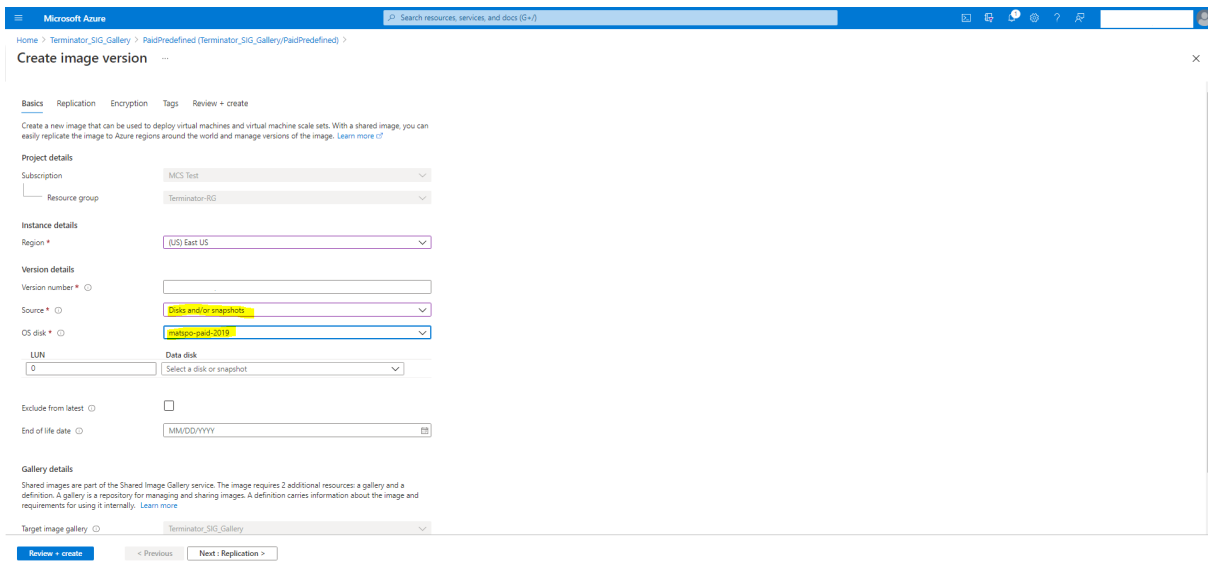 Microsoft Azure
Search resources, services, and docs (G+/)
1
Home > Terminator_SIG_Gallery > PaidPredefined (Terminator_SIG_Gallery/PaidPredefined) >
Create image version ...
Basics Replication Encryption Tags Review + create
Create a new image that can be used to deploy virtual machines and virtual machine scale sets. With a shared image, you can
easily replicate the image to Azure regions around the world and manage versions of the image. Learn more
Project details
Subscription MCS Test
Resource group Terminator-RG
Instance details
Region * (US) East US
Version details
Version number *
Source * Disks and/or snapshots
OS disk * matspo-paid-2019
LUN Data disk
0 Select a disk or snapshot
Exclude from latest
End of life date MM/DD/YYYY
Gallery details
Shared images are part of the Shared Image Gallery service. The image requires 2 additional resources: a gallery and a
definition. A gallery is a repository for managing and sharing images. A definition carries information about the image and
requirements for using it internally. Learn more
Target image gallery Terminator_SIG_Gallery
Review + create < Previous Next : Replication >